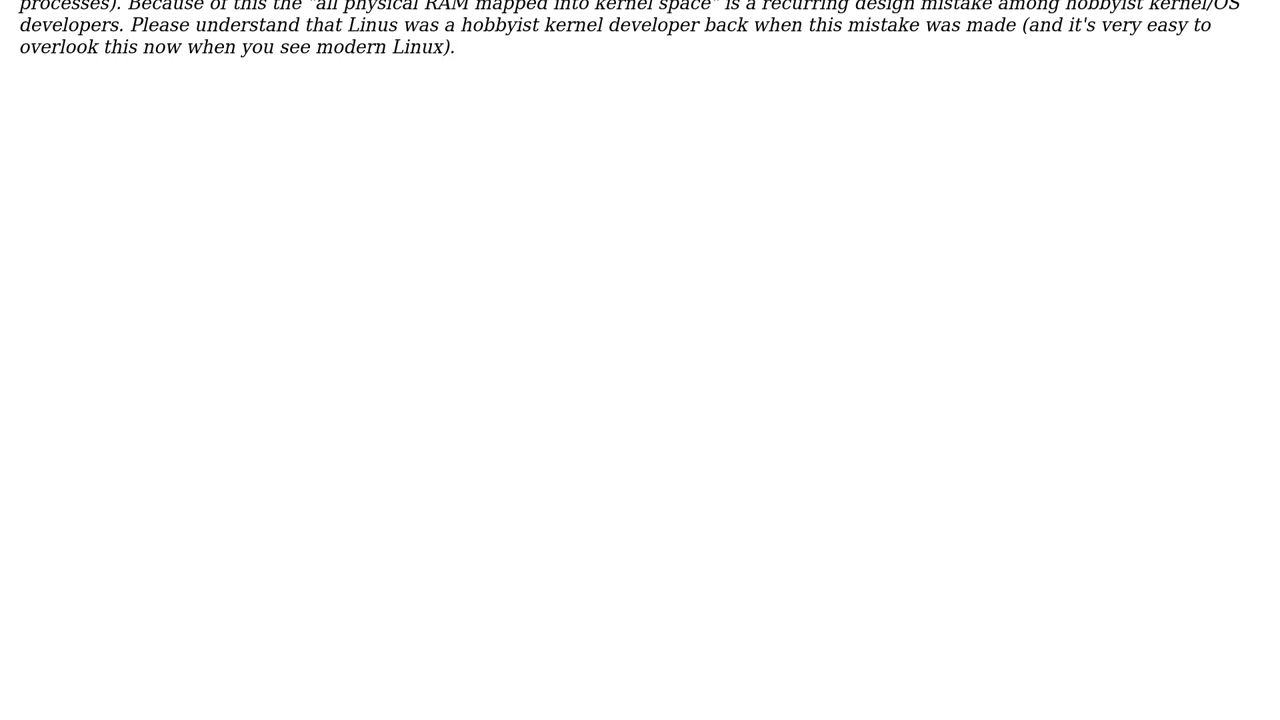 processes). Because of this the "all physical RAM mapped into kernel space" is a recurring design mistake among hobbyist kernel/OS
developers. Please understand that Linus was a hobbyist kernel developer back when this mistake was made (and it's very easy to
overlook this now when you see modern Linux).